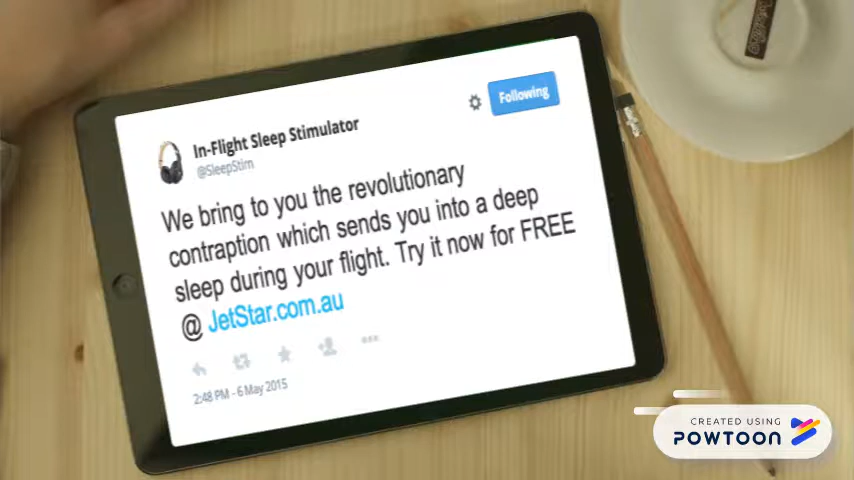 In-Flight Sleep Stimulator
@SleepStim
Following
We bring to you the revolutionary
contraption which sends you into a deep
sleep during your flight. Try it now for FREE
@ JetStar.com.au
2:48 PM - 6 May 2015
CREATED USING
POWTOON